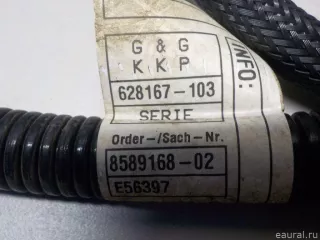 G & G
K K P
INFO:
628167-103
SERIE
Order-/Sach-Nr.
8589168-02
E56397
eaural.ru